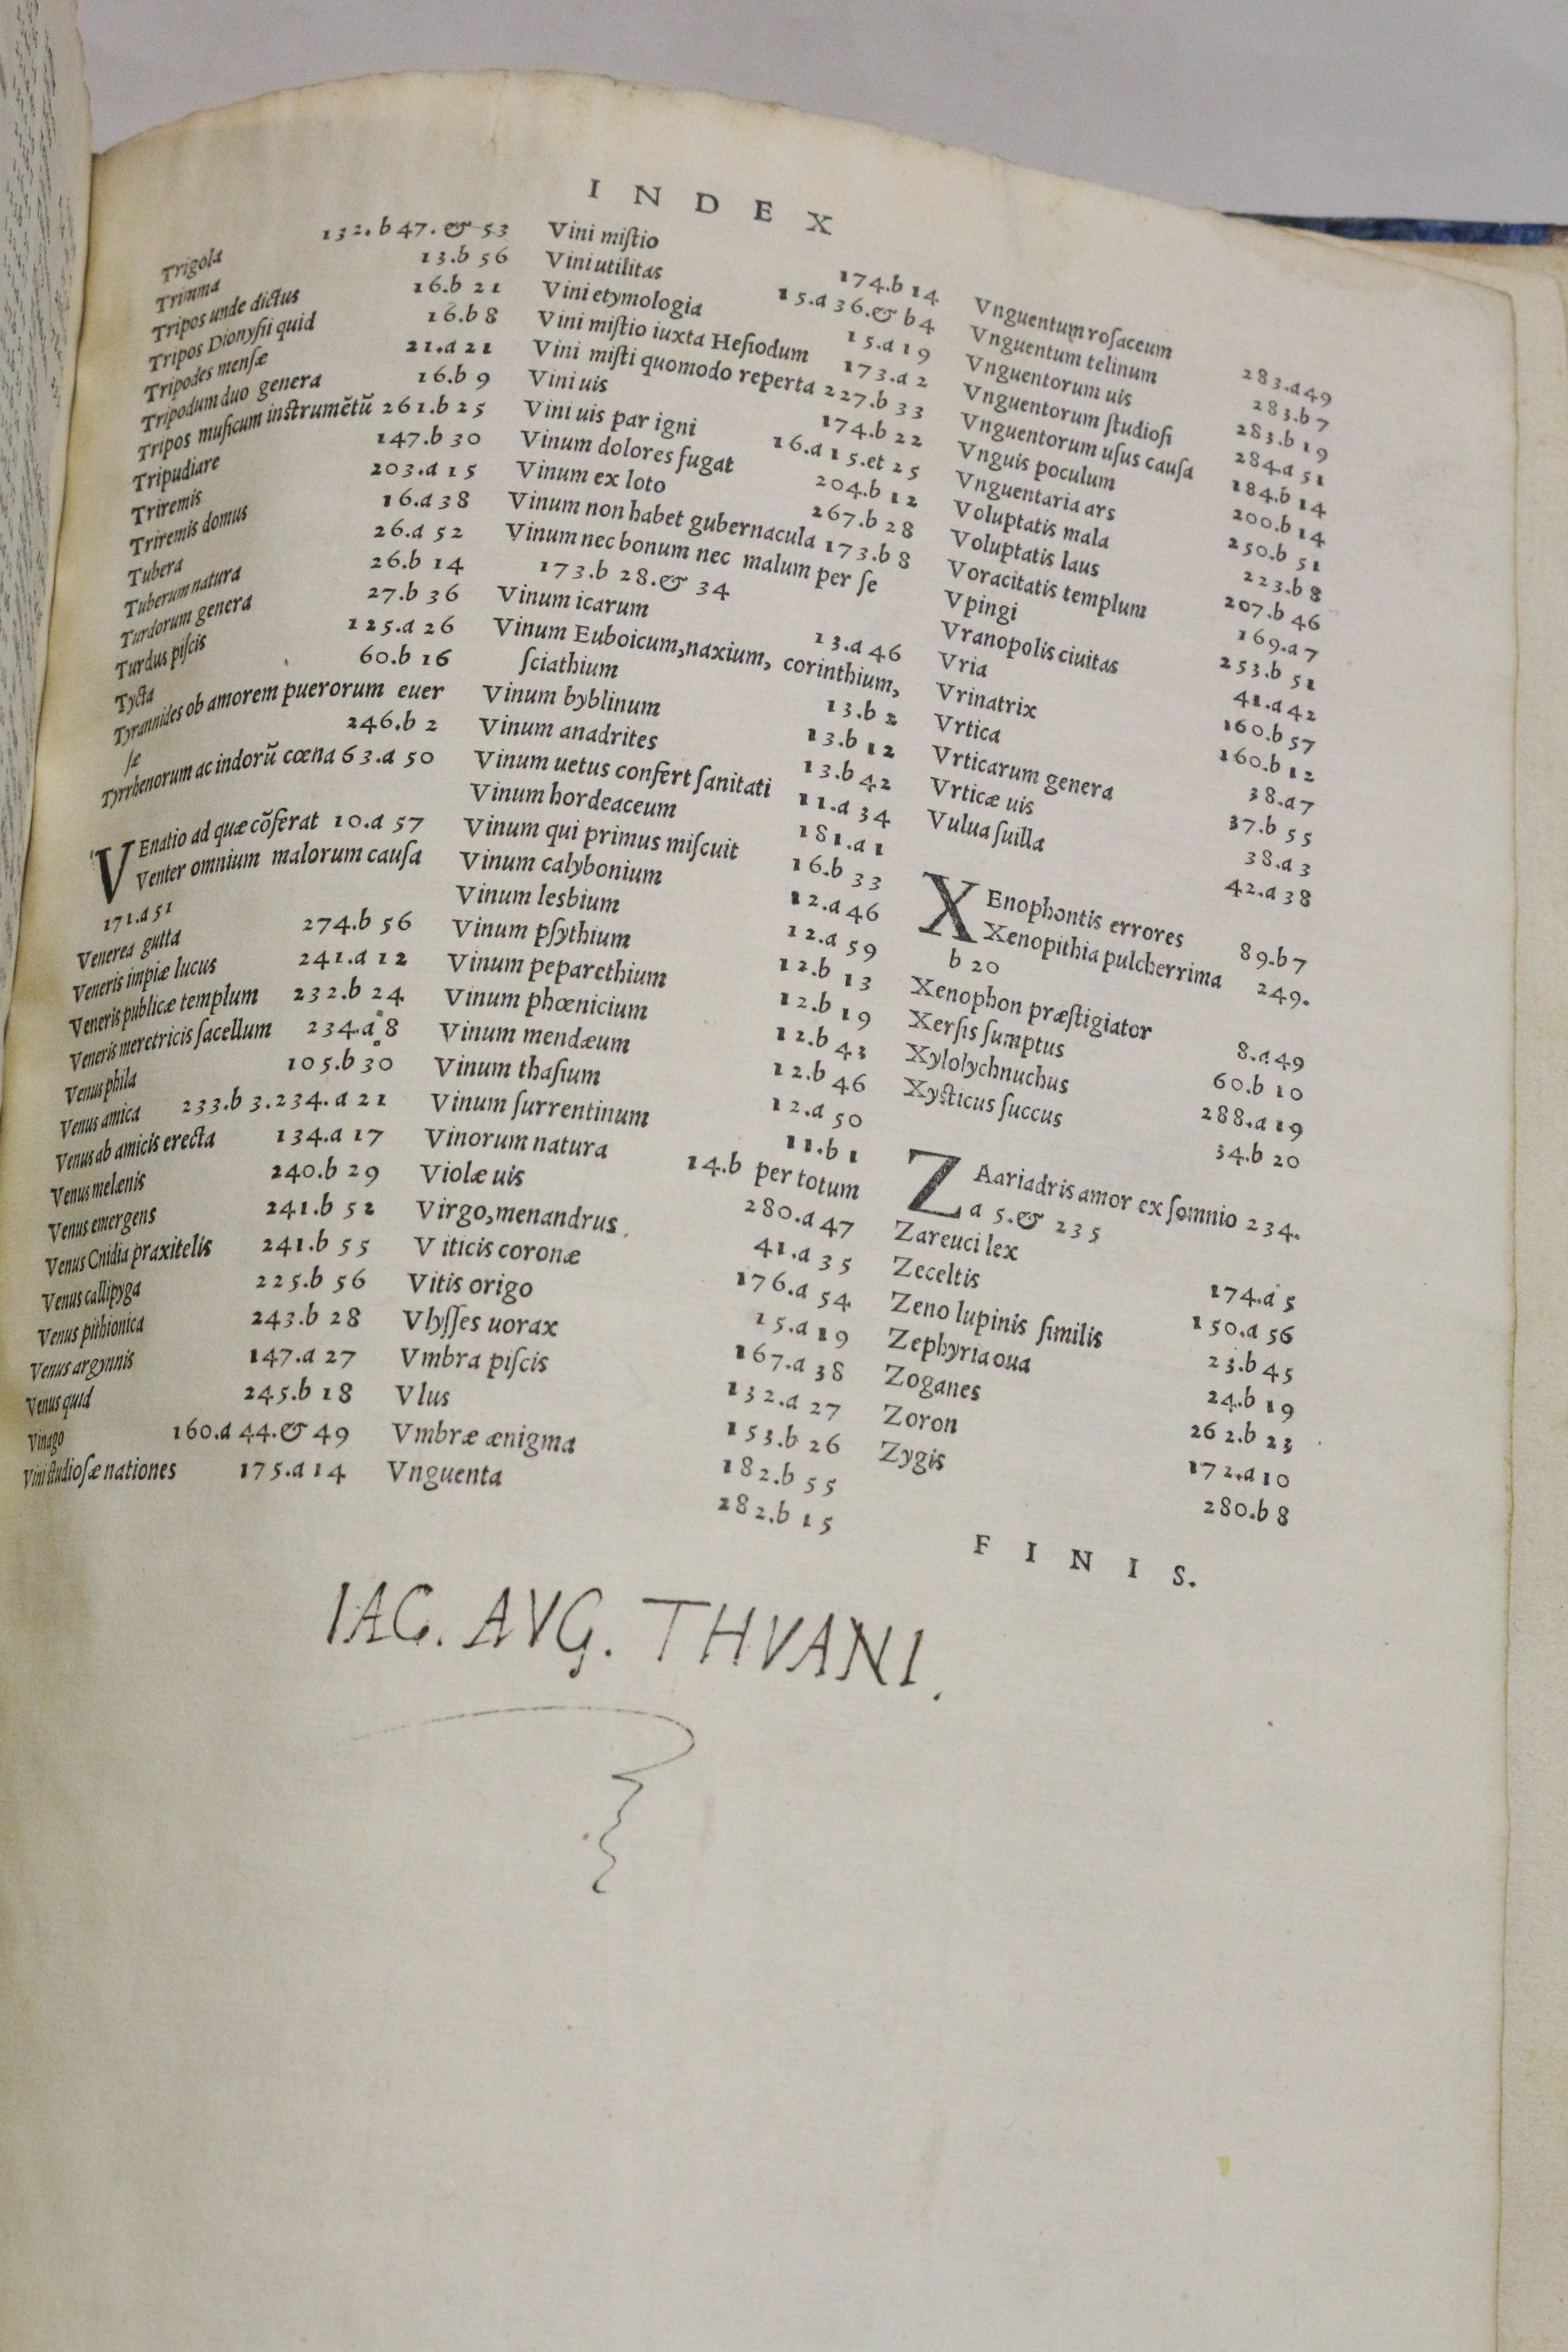 INDEX
Trigola 132.b 47.& 53
Trimma 13.b 56
Tripos unde dictus 16.b 21
Tripos Dionyſii quid 16.b 8
Tripodes menſæ 21.a 21
Tripodum duo genera 16.b 9
Tripos muſicum inſtrumētū 261.b 25
Tripudiare 147.b 30
Triremis 203.a 15
Triremis domus 16.a 38
Tubera 26.a 52
Tuberum natura 26.b 14
Turdorum genera 27.b 36
Turdus piſcis 125.a 26
Tycta 60.b 16
Tyrannides ob amorem puerorum euer
ſæ 246.b 2
Tyrrhenorum ac indorū cœna 63.a 50
VEnatio ad quæ cōferat 10.a 57
Venter omnium malorum cauſa
171.a 51
Venerea gutta 274.b 56
Veneris impiæ lucus 241.a 12
Veneris publicæ templum 232.b 24
Veneris meretricis ſacellum 234.a 8
Venus phila 105.b 30
Venus amica 233.b 3.234.a 21
Venus ab amicis erecta 134.a 17
Venus melænis 240.b 29
Venus emergens 241.b 52
Venus Cnidia praxitelis 241.b 55
Venus callipyga 225.b 56
Venus pithionica 243.b 28
Venus argynnis 147.a 27
Venus quid 245.b 18
Vinago 160.a 44.& 49
Vini ſtudioſæ nationes 175.a 14
Vini miſtio 174.b 14
Vini utilitas 15.a 36.& b 4
Vini etymologia 15.a 19
Vini miſtio iuxta Heſiodum 173.a 2
Vini miſti quomodo reperta 227.b 33
Vini uis 174.b 22
Vini uis par igni 16.a 15.et 25
Vinum dolores fugat 204.b 12
Vinum ex loto 267.b 28
Vinum non habet gubernacula 173.b 8
Vinum nec bonum nec malum per ſe
173.b 28.& 34
Vinum icarum 13.a 46
Vinum Euboicum,naxium, corinthium,
ſciathium 13.b 2
Vinum byblinum 13.b 12
Vinum anadrites 13.b 42
Vinum uetus confert ſanitati 11.a 34
Vinum hordeaceum 181.a 1
Vinum qui primus miſcuit 16.b 33
Vinum calybonium 12.a 46
Vinum lesbium 12.a 59
Vinum pſythium 12.b 13
Vinum peparethium 12.b 19
Vinum phœnicium 12.b 43
Vinum mendæum 12.b 46
Vinum thaſium 12.a 50
Vinum ſurrentinum 11.b 1
Vinorum natura 14.b per totum
Violæ uis 280.a 47
Virgo,menandrus. 41.a 35
Viticis coronæ 176.a 54
Vitis origo 15.a 19
Vlyſſes uorax 167.a 38
Vmbra piſcis 132.a 27
Vlus 153.b 26
Vmbræ ænigma 182.b 55
Vnguenta 282.b 15
Vnguentum roſaceum 283.a 49
Vnguentum telinum 283.b 7
Vnguentorum uis 283.b 19
Vnguentorum ſtudioſi 284.a 51
Vnguentorum uſus cauſa 184.b 14
Vnguis poculum 200.b 14
Vnguentaria ars 250.b 51
Voluptatis mala 223.b 8
Voluptatis laus 207.b 46
Voracitatis templum 169.a 7
Vpingi 253.b 51
Vranopolis ciuitas 41.a 42
Vria 160.b 57
Vrinatrix 160.b 12
Vrtica 38.a 7
Vrticarum genera 37.b 55
Vrticæ uis 38.a 3
Vulua ſuilla 42.a 38
XEnophontis errores 89.b 7
Xenopithia pulcherrima 249.
b 20
Xenophon præſtigiator 8.a 49
Xerſis ſumptus 60.b 10
Xylolychnuchus 288.a 19
Xyſticus ſuccus 34.b 20
ZAariadris amor ex ſomnio 234.
a 5.& 235
Zareuci lex 174.a 5
Zeceltis 150.a 56
Zeno lupinis ſimilis 23.b 45
Zephyria oua 24.b 19
Zoganes 262.b 23
Zoron 172.a 10
Zygis 280.b 8
FINIS.
IAC. AVG. THVANI.